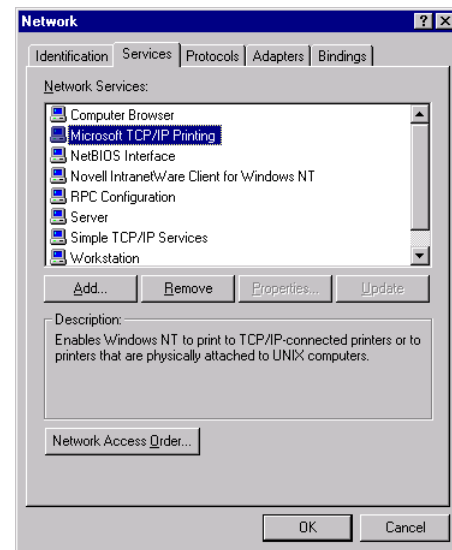 Network
Identification Services Protocols Adapters Bindings
Network Services:
Computer Browser
Microsoft TCP/IP Printing
NetBIOS Interface
Novell IntranetWare Client for Windows NT
RPC Configuration
Server
Simple TCP/IP Services
Workstation
Add... Remove Properties... Update
Description:
Enables Windows NT to print to TCP/IP-connected printers or to
printers that are physically attached to UNIX computers.
Network Access Order...
OK Cancel